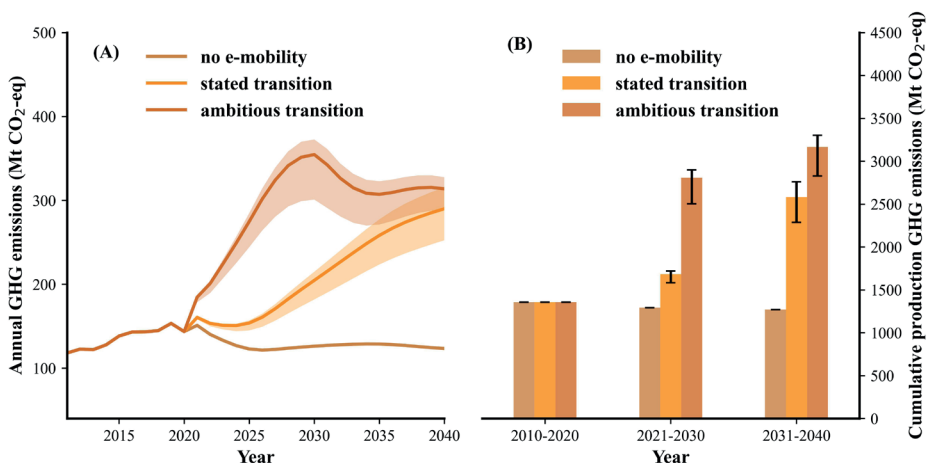 (A)
no e-mobility
stated transition
ambitious transition
Annual GHG emissions (Mt CO₂-eq)
500
400
300
200
100
2015
2020
2025
2030
2035
2040
Year
(B)
no e-mobility
stated transition
ambitious transition
4500
4000
3500
3000
2500
2000
1500
1000
500
0
Cumulative production GHG emissions (Mt CO₂-eq)
2010-2020
2021-2030
2031-2040
Year